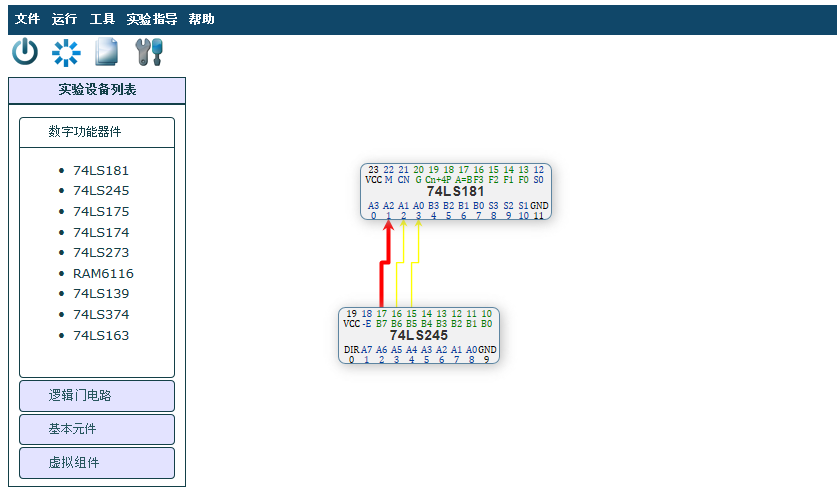 文件 运行 工具 实验指导 帮助
实验设备列表
数字功能器件
74LS181
74LS245
74LS175
74LS174
74LS273
RAM6116
74LS139
74LS374
74LS163
逻辑门电路
基本元件
虚拟组件
23 22 21 20 19 18 17 16 15 14 13 12
VCC M CN G Cn+4P A=BF3 F2 F1 F0 S0
74LS181
A3 A2 A1 A0 B3 B2 B1 B0 S3 S2 S1 GND
0 1 2 3 4 5 6 7 8 9 10 11
19 18 17 16 15 14 13 12 11 10
VCC -E B7 B6 B5 B4 B3 B2 B1 B0
74LS245
DIR A7 A6 A5 A4 A3 A2 A1 A0 GND
0 1 2 3 4 5 6 7 8 9